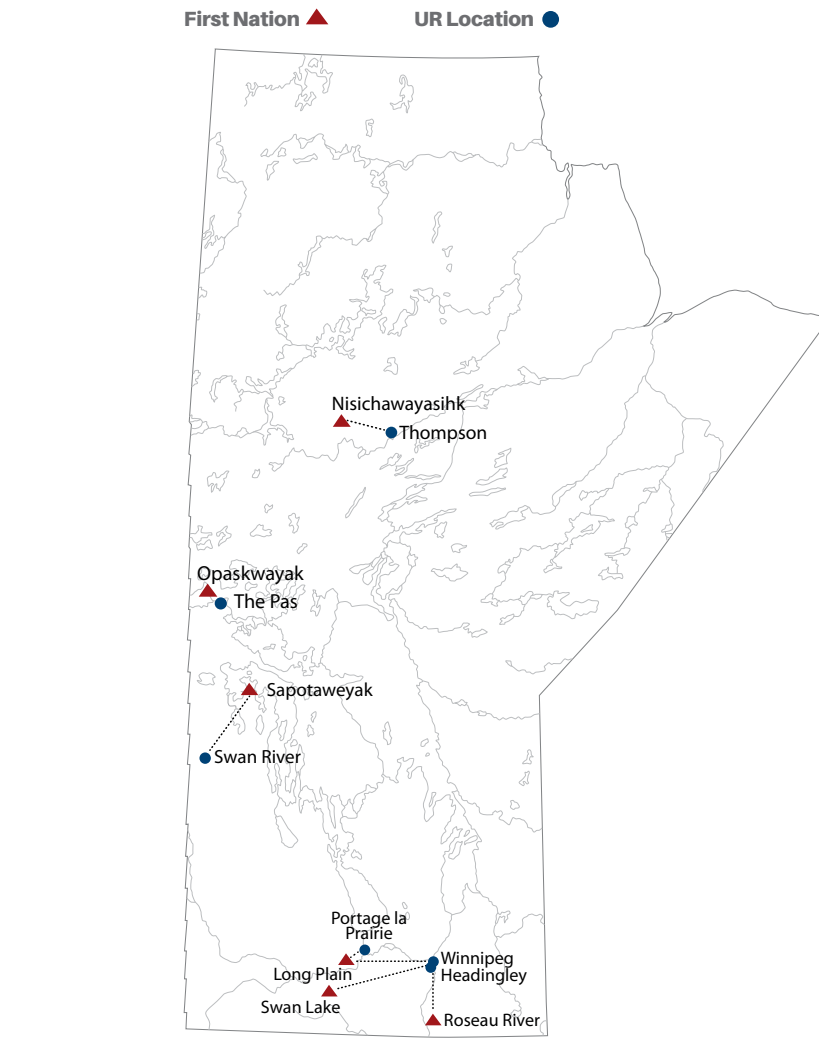 First Nation
UR Location
Nisichawayasihk
Thompson
Opaskwayak
The Pas
Sapotaweyak
Swan River
Portage la
Prairie
Winnipeg
Long Plain
Headingley
Swan Lake
Roseau River